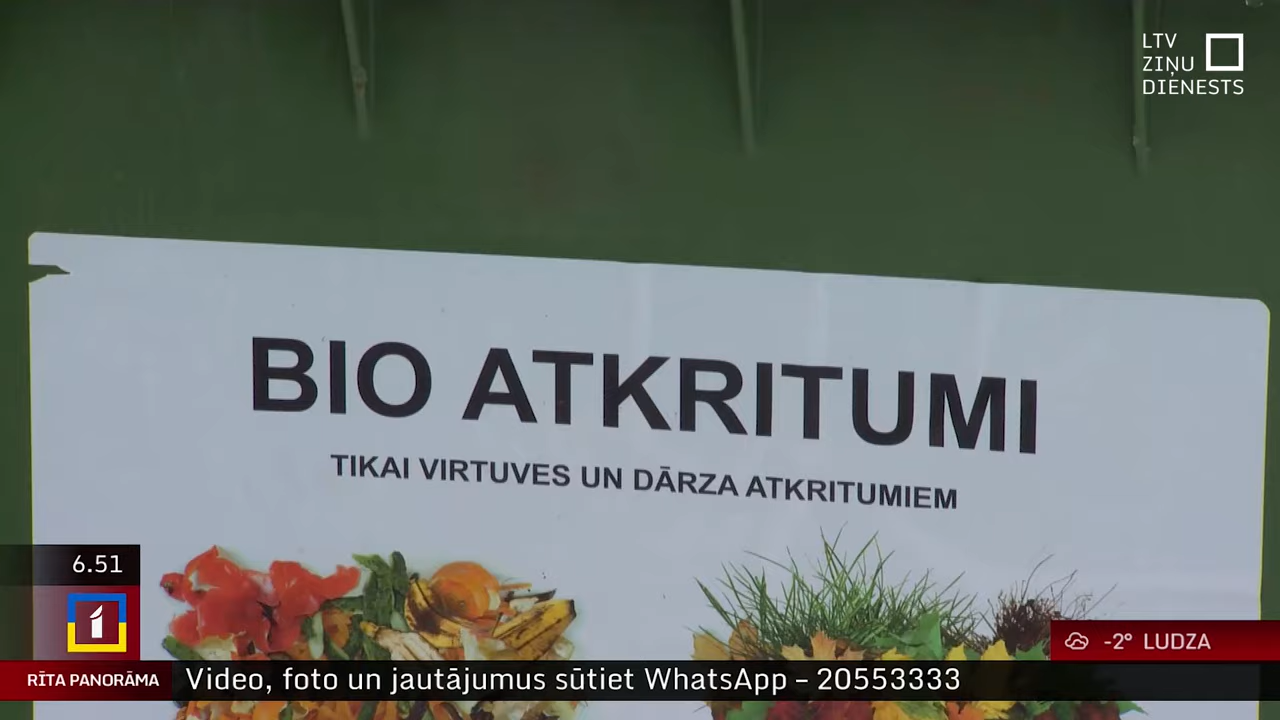 LTV
ZIŅU
DIENESTS
BIO ATKRITUMI
TIKAI VIRTUVES UN DĀRZA ATKRITUMIEM
6.51
1
-2° LUDZA
RĪTA PANORĀMA
Video, foto un jautājumus sūtiet WhatsApp – 20553333